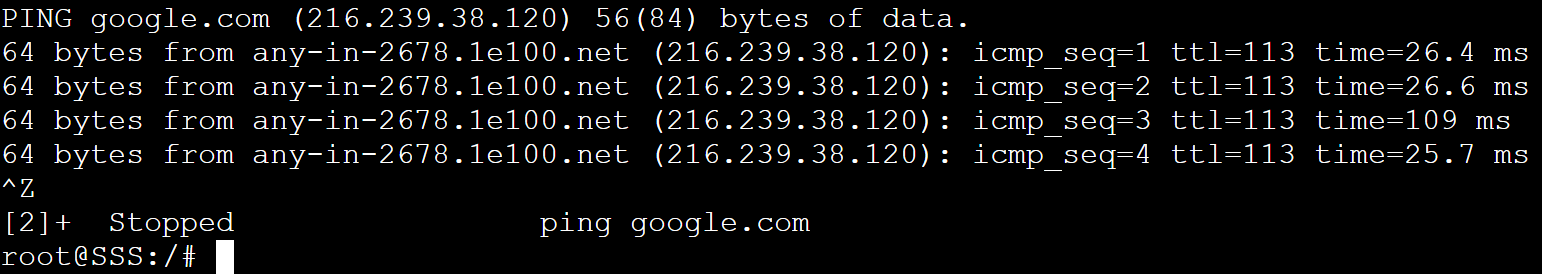 PING google.com (216.239.38.120) 56(84) bytes of data.
64 bytes from any-in-2678.1e100.net (216.239.38.120): icmp_seq=1 ttl=113 time=26.4 ms
64 bytes from any-in-2678.1e100.net (216.239.38.120): icmp_seq=2 ttl=113 time=26.6 ms
64 bytes from any-in-2678.1e100.net (216.239.38.120): icmp_seq=3 ttl=113 time=109 ms
64 bytes from any-in-2678.1e100.net (216.239.38.120): icmp_seq=4 ttl=113 time=25.7 ms
^Z
[2]+  Stopped                 ping google.com
root@SSS:/#